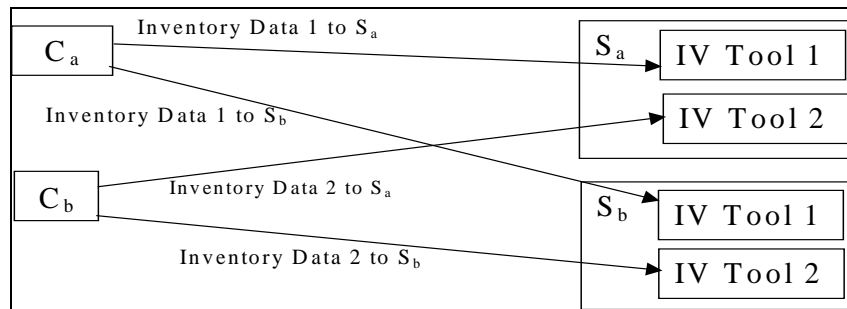 Inventory Data 1 to Sa
Ca
Sa
IV Tool 1
IV Tool 2
Inventory Data 1 to Sb
Cb
Inventory Data 2 to Sa
Sb
IV Tool 1
IV Tool 2
Inventory Data 2 to Sb